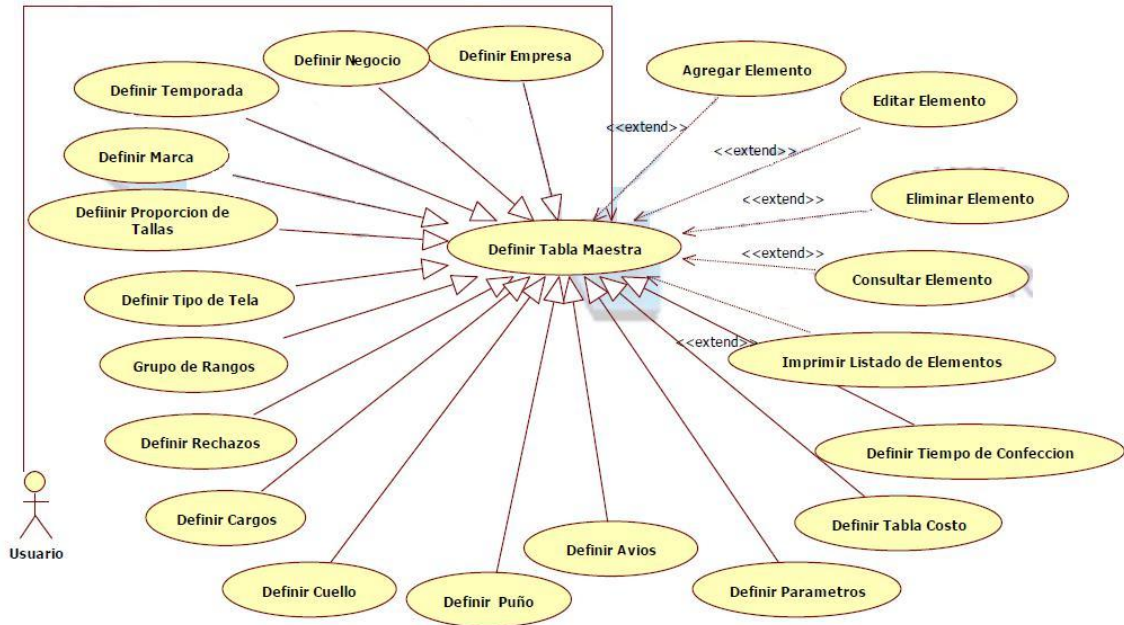 Definir Negocio
Definir Empresa
Agregar Elemento
Definir Temporada
Editar Elemento
<<extend>>
<<extend>>
Definir Marca
Defiinir Proporcion de
Tallas
<<extend>>
Eliminar Elemento
Definir Tabla Maestra
<<extend>>
Consultar Elemento
Definir Tipo de Tela
<<extend>>
Imprimir Listado de Elementos
Grupo de Rangos
Definir Rechazos
Definir Tiempo de Confeccion
Definir Cargos
Definir Tabla Costo
Usuario
Definir Avios
Definir Cuello
Definir Puño
Definir Parametros